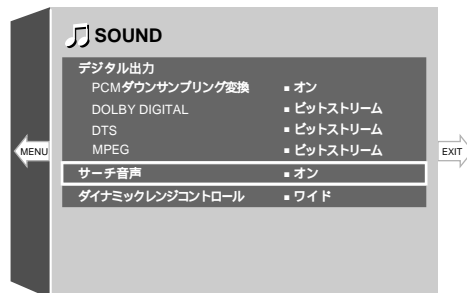 SOUND
デジタル出力
PCMダウンサンプリング変換 ■ オン
DOLBY DIGITAL ■ ビットストリーム
DTS ■ ビットストリーム
MPEG ■ ビットストリーム
MENU
EXIT
サーチ音声 ■ オン
ダイナミックレンジコントロール ■ ワイド